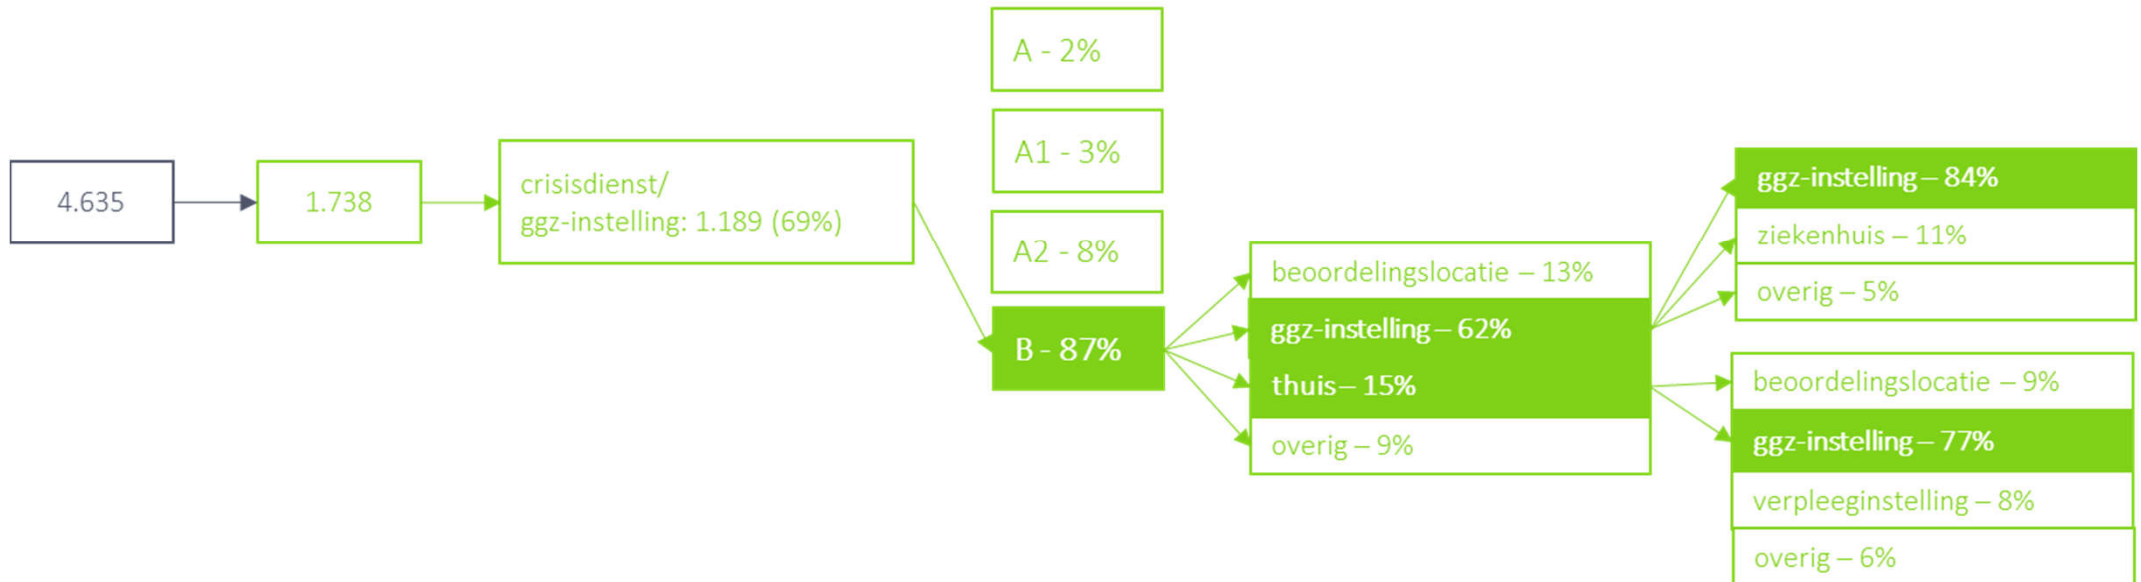 4.635
1.738
crisisdienst/
ggz-instelling: 1.189 (69%)
A - 2%
A1 - 3%
A2 - 8%
B - 87%
beoordelingslocatie – 13%
ggz-instelling – 62%
thuis – 15%
overig – 9%
ggz-instelling – 84%
ziekenhuis – 11%
overig – 5%
beoordelingslocatie – 9%
ggz-instelling – 77%
verpleeginstelling – 8%
overig – 6%